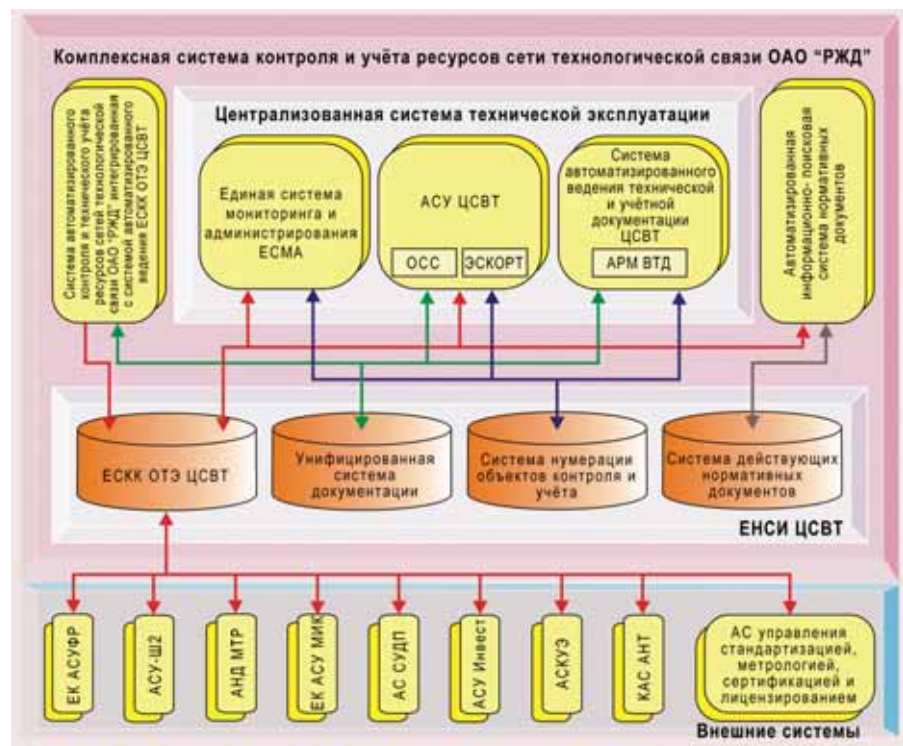 Комплексная система контроля и учёта ресурсов сети технологической связи ОАО “РЖД”
Система автоматизированного
контроля и технического учёта
ресурсов сетей технологической
связи ОАО “РЖД” интегрированная
с системой автоматизированного
ведения ЕСКК ОТЭ ЦСВТ
Централизованная система технической эксплуатации
Единая система
мониторинга и
администрирования
ЕСМА
АСУ ЦСВТ
ОСС
ЭСКОРТ
Система
автоматизированного
ведения технической
и учётной
документации
ЦСВТ
АРМ ВТД
Автоматизированная
информационно- поисковая
система нормативных
документов
ЕСКК ОТЭ ЦСВТ
Унифицированная
система
документации
Система нумерации
объектов контроля и
учёта
Система действующих
нормативных
документов
ЕНСИ ЦСВТ
ЕК АСУФР
АСУ-Ш2
АНД МТР
ЕК АСУ МИК
АС СУДП
АСУ Инвест
АСКУЭ
КАС АНТ
АС управления
стандартизацией,
метрологией,
сертификацией и
лицензированием
Внешние системы